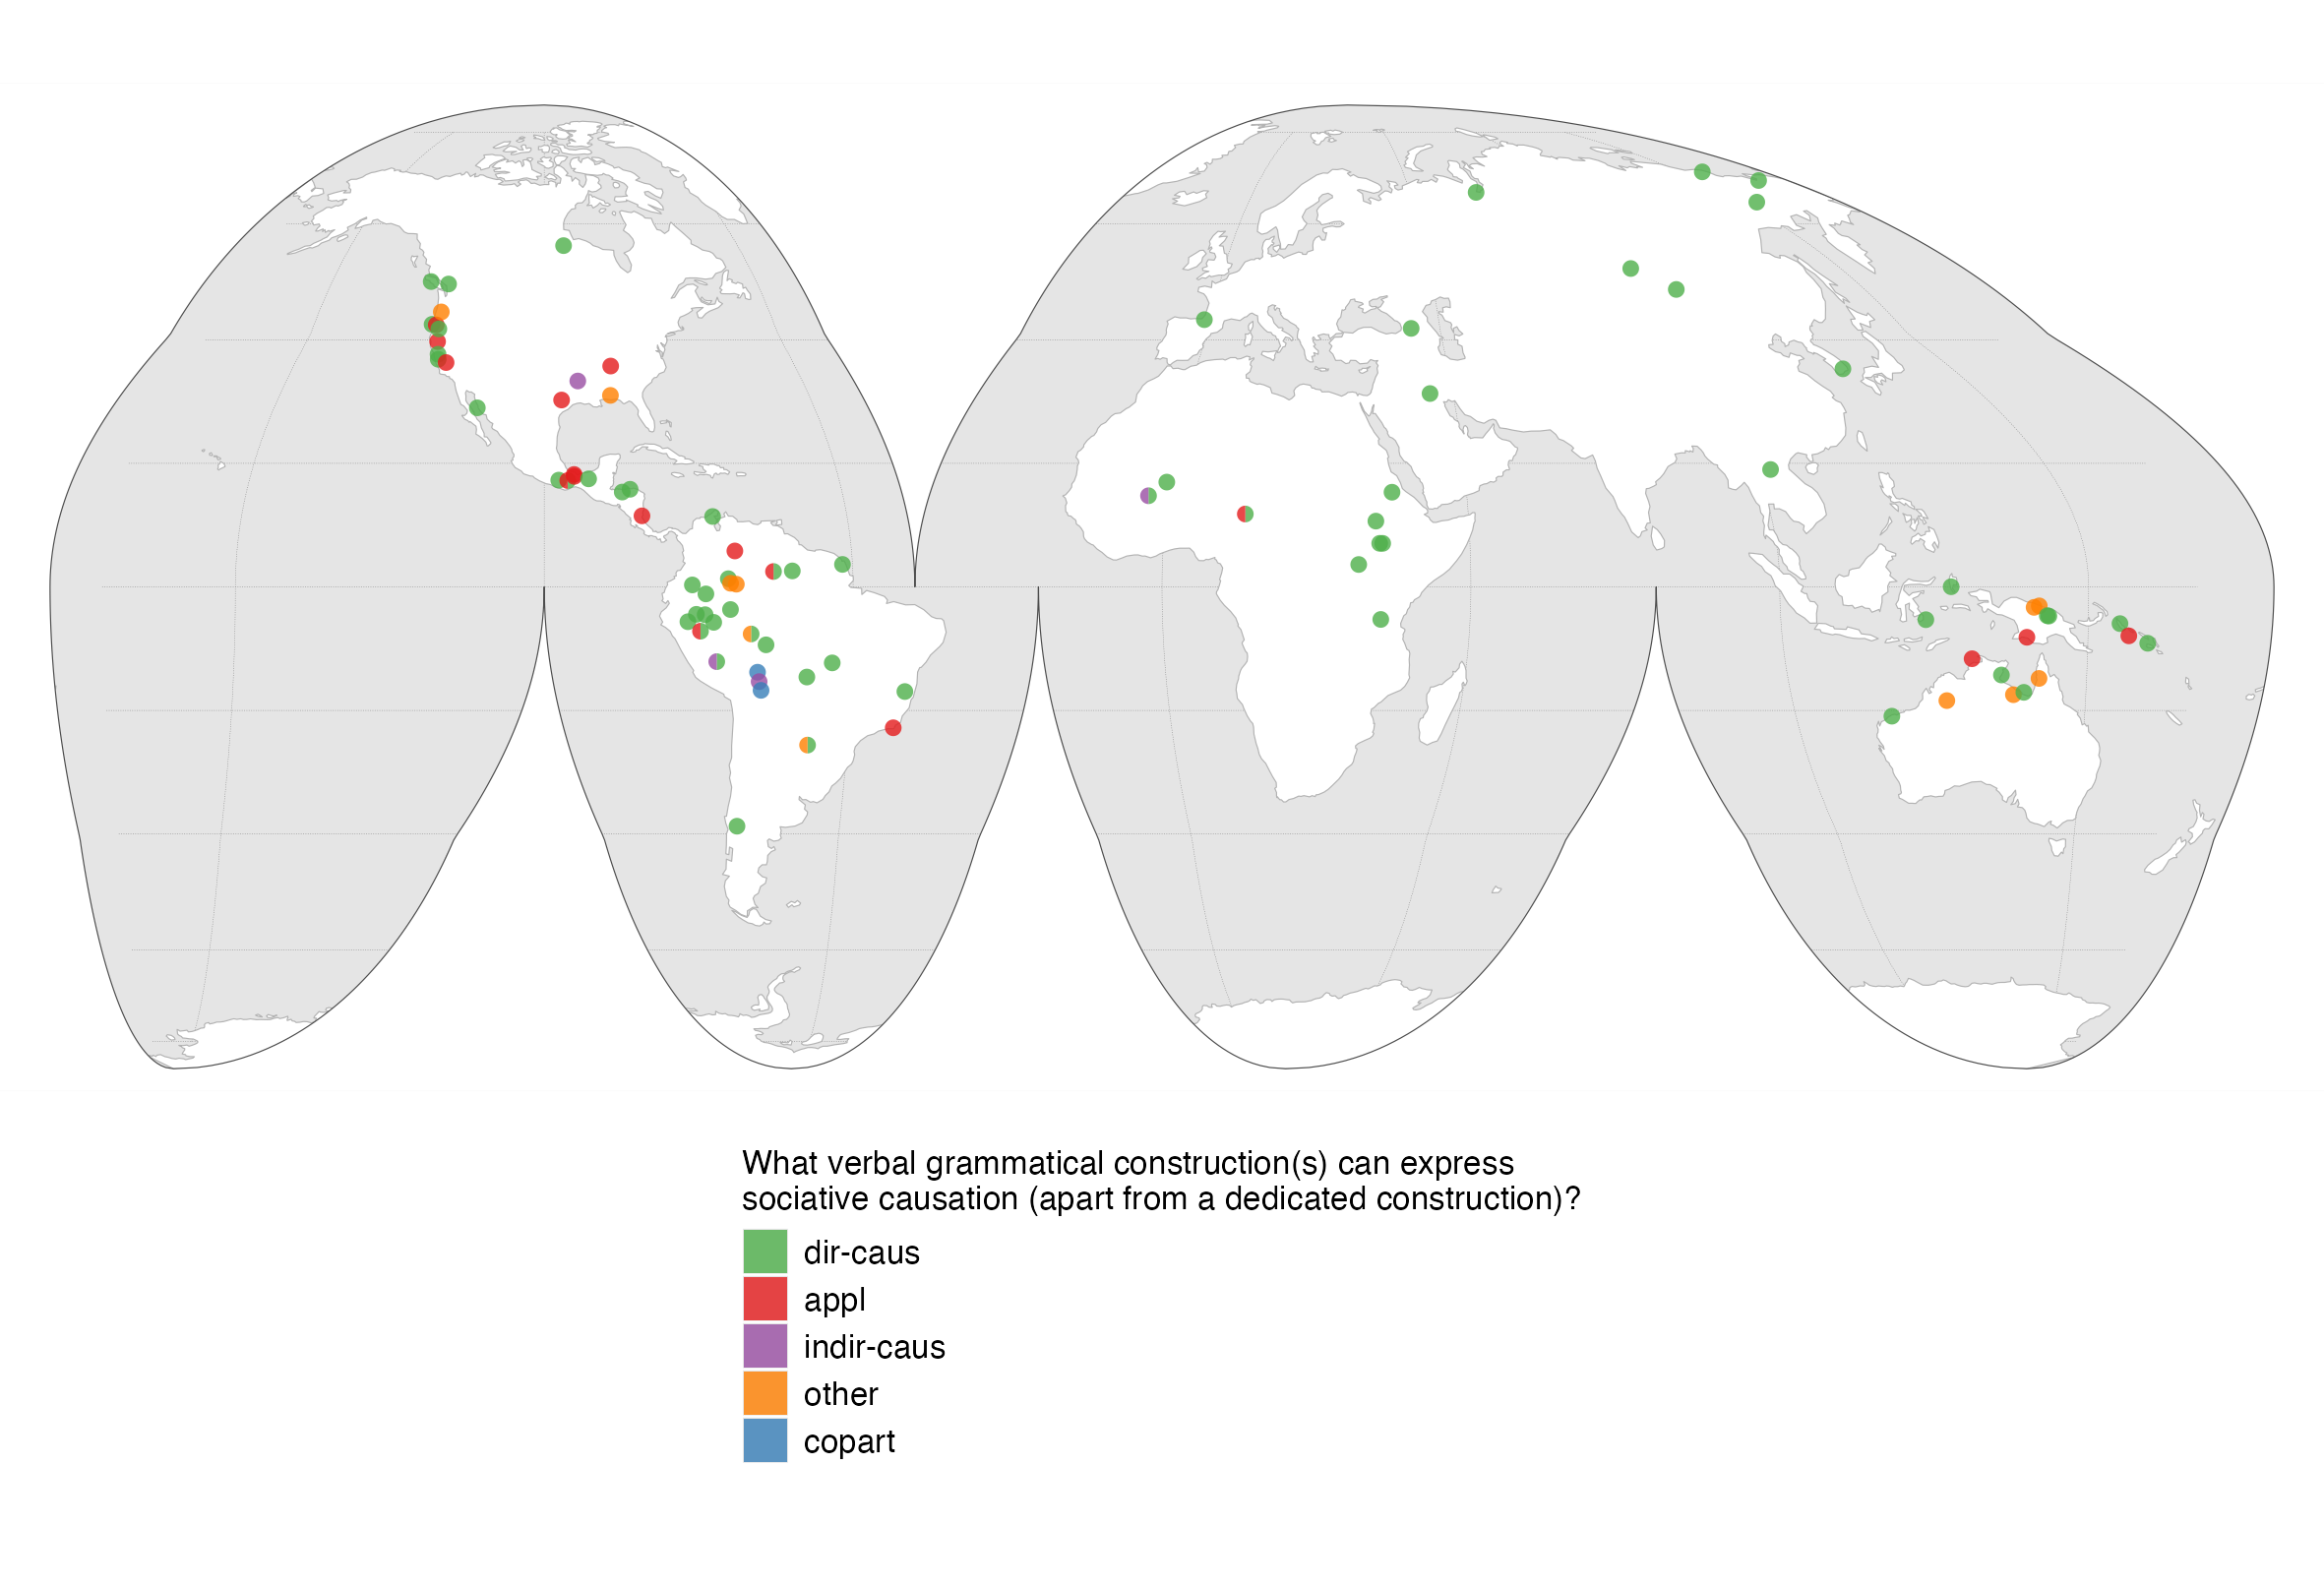 What verbal grammatical construction(s) can express
sociative causation (apart from a dedicated construction)?
dir-caus
appl
indir-caus
other
copart